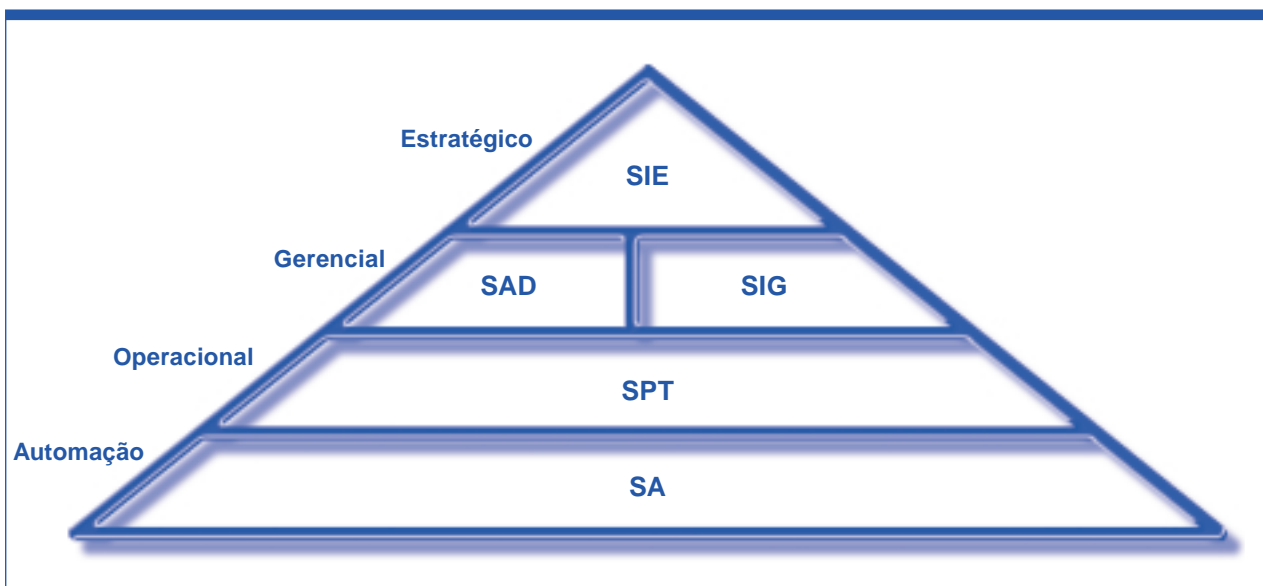 Estratégico
SIE
Gerencial
SAD SIG
Operacional
SPT
Automação
SA